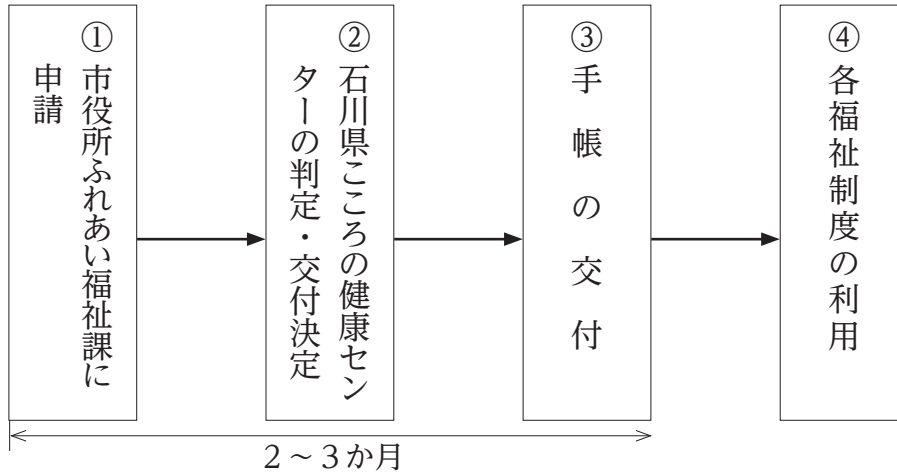 ①市役所ふれあい福祉課に
申請
②石川県こころの健康セン
ターの判定・交付決定
③手帳の交付
④各福祉制度の利用
2～3か月